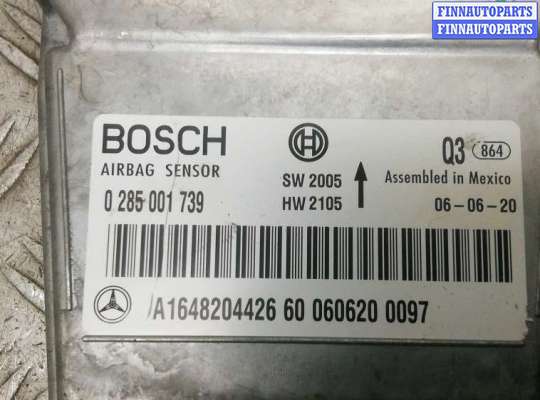 FINNAUTOPARTS
FINNAUTOPARTS
BOSCH
AIRBAG SENSOR
0 285 001 739
SW 2005
HW 2105
Q3 864
Assembled in Mexico
06-06-20
A1648204426 60 060620 0097